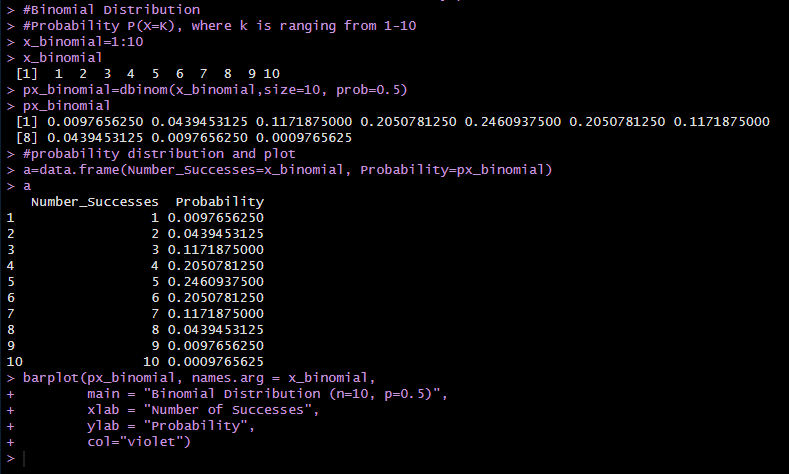 > #Binomial Distribution
> #Probability P(X=K), where k is ranging from 1-10
> x_binomial=1:10
> x_binomial
 [1]  1  2  3  4  5  6  7  8  9 10
> px_binomial=dbinom(x_binomial,size=10, prob=0.5)
> px_binomial
 [1] 0.0097656250 0.0439453125 0.1171875000 0.2050781250 0.2460937500 0.2050781250 0.1171875000
 [8] 0.0439453125 0.0097656250 0.0009765625
> #probability distribution and plot
> a=data.frame(Number_Successes=x_binomial, Probability=px_binomial)
> a
   Number_Successes  Probability
1                 1 0.0097656250
2                 2 0.0439453125
3                 3 0.1171875000
4                 4 0.2050781250
5                 5 0.2460937500
6                 6 0.2050781250
7                 7 0.1171875000
8                 8 0.0439453125
9                 9 0.0097656250
10               10 0.0009765625
> barplot(px_binomial, names.arg = x_binomial,
+         main = "Binomial Distribution (n=10, p=0.5)",
+         xlab = "Number of Successes",
+         ylab = "Probability",
+         col="violet")
>